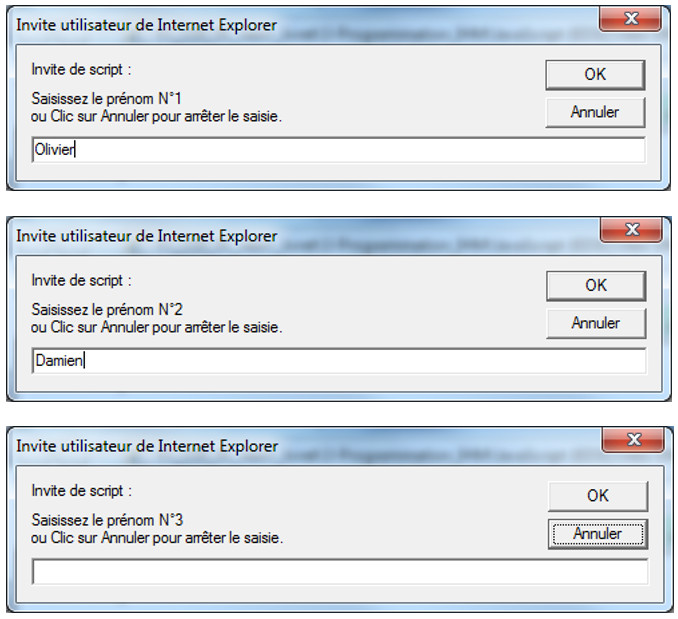 Invite utilisateur de Internet Explorer
Invite de script :
OK
Saisissez le prénom N°1
ou Clic sur Annuler pour arrêter le saisie.
Annuler
Olivier
Invite utilisateur de Internet Explorer
Invite de script :
OK
Saisissez le prénom N°2
ou Clic sur Annuler pour arrêter le saisie.
Annuler
Damien
Invite utilisateur de Internet Explorer
Invite de script :
OK
Saisissez le prénom N°3
ou Clic sur Annuler pour arrêter le saisie.
Annuler